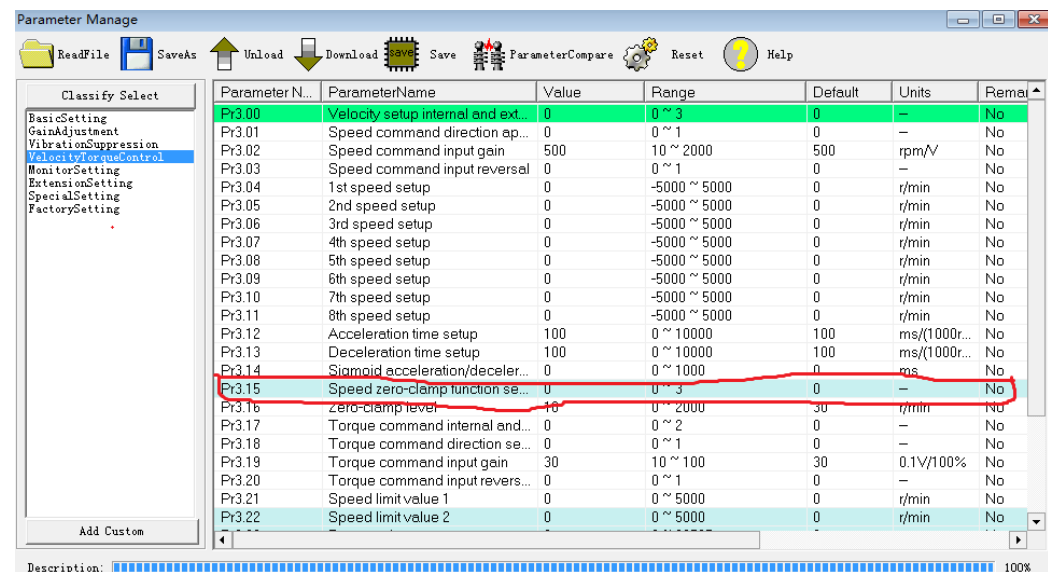 Parameter Manage
ReadFile SaveAs Unload Download save Save ParameterCompare Reset ? Help
Classify Select
BasicSetting
GainAdjustment
VibrationSuppression
VelocityTorqueControl
MonitorSetting
ExtensionSetting
SpecialSetting
FactorySetting
Add Custom
Parameter N... ParameterName Value Range Default Units Remar
Pr3.00 Velocity setup internal and ext... 0 0 ~ 3 0 – No
Pr3.01 Speed command direction ap... 0 0 ~ 1 0 – No
Pr3.02 Speed command input gain 500 10 ~ 2000 500 rpm/V No
Pr3.03 Speed command input reversal 0 0 ~ 1 0 – No
Pr3.04 1st speed setup 0 -5000 ~ 5000 0 r/min No
Pr3.05 2nd speed setup 0 -5000 ~ 5000 0 r/min No
Pr3.06 3rd speed setup 0 -5000 ~ 5000 0 r/min No
Pr3.07 4th speed setup 0 -5000 ~ 5000 0 r/min No
Pr3.08 5th speed setup 0 -5000 ~ 5000 0 r/min No
Pr3.09 6th speed setup 0 -5000 ~ 5000 0 r/min No
Pr3.10 7th speed setup 0 -5000 ~ 5000 0 r/min No
Pr3.11 8th speed setup 0 -5000 ~ 5000 0 r/min No
Pr3.12 Acceleration time setup 100 0 ~ 10000 100 ms/(1000r... No
Pr3.13 Deceleration time setup 100 0 ~ 10000 100 ms/(1000r... No
Pr3.14 Sigmoid acceleration/deceler... 0 0 ~ 1000 0 ms No
Pr3.15 Speed zero-clamp function se... 0 0 ~ 3 0 – No
Pr3.16 Zero-clamp level 10 0 ~ 2000 30 r/min No
Pr3.17 Torque command internal and... 0 0 ~ 2 0 – No
Pr3.18 Torque command direction se... 0 0 ~ 1 0 – No
Pr3.19 Torque command input gain 30 10 ~ 100 30 0.1V/100% No
Pr3.20 Torque command input revers... 0 0 ~ 1 0 – No
Pr3.21 Speed limit value 1 0 0 ~ 5000 0 r/min No
Pr3.22 Speed limit value 2 0 0 ~ 5000 0 r/min No
Description: 100%